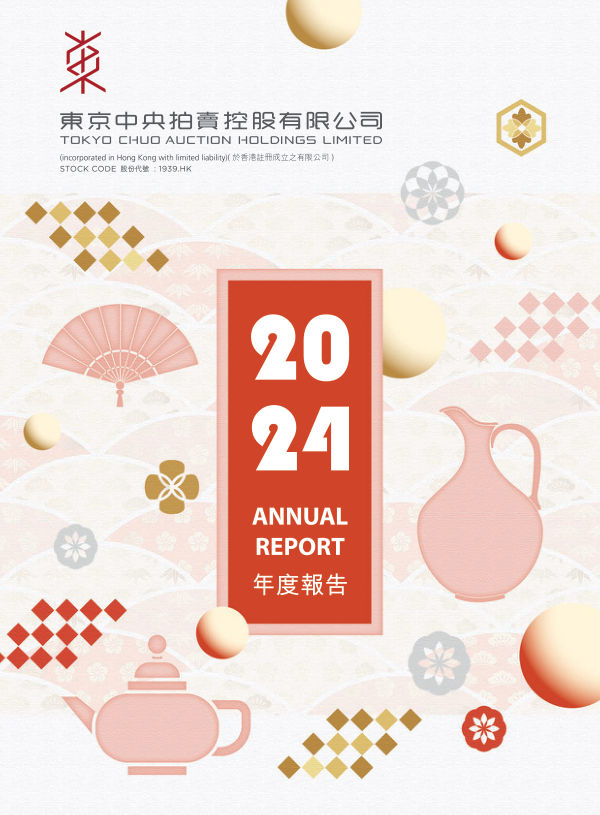 東京中央拍賣控股有限公司
TOKYO CHUO AUCTION HOLDINGS LIMITED
(incorporated in Hong Kong with limited liability)( 於香港註冊成立之有限公司 )
STOCK CODE 股份代號 : 1939.HK
20
24
ANNUAL
REPORT
年度報告